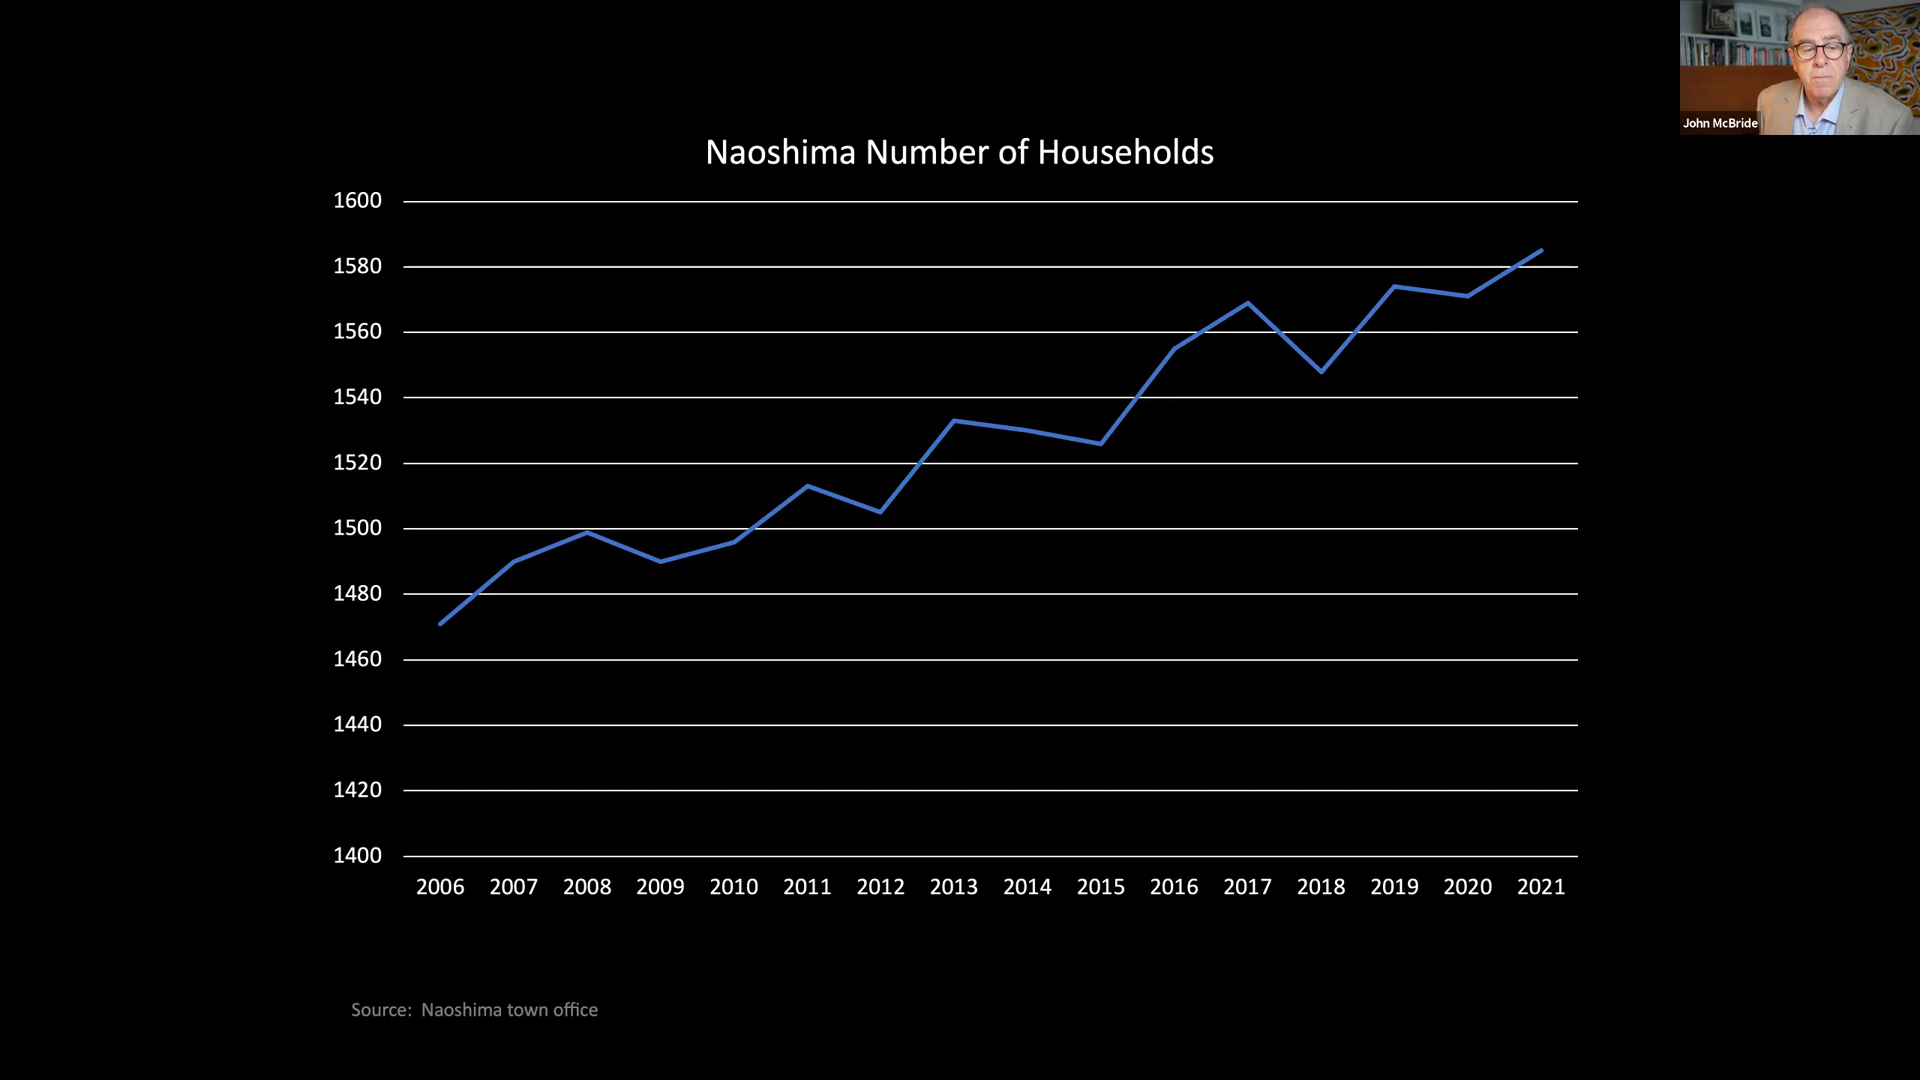 John McBride
Naoshima Number of Households
1600
1580
1560
1540
1520
1500
1480
1460
1440
1420
1400
2006 2007 2008 2009 2010 2011 2012 2013 2014 2015 2016 2017 2018 2019 2020 2021
Source: Naoshima town office